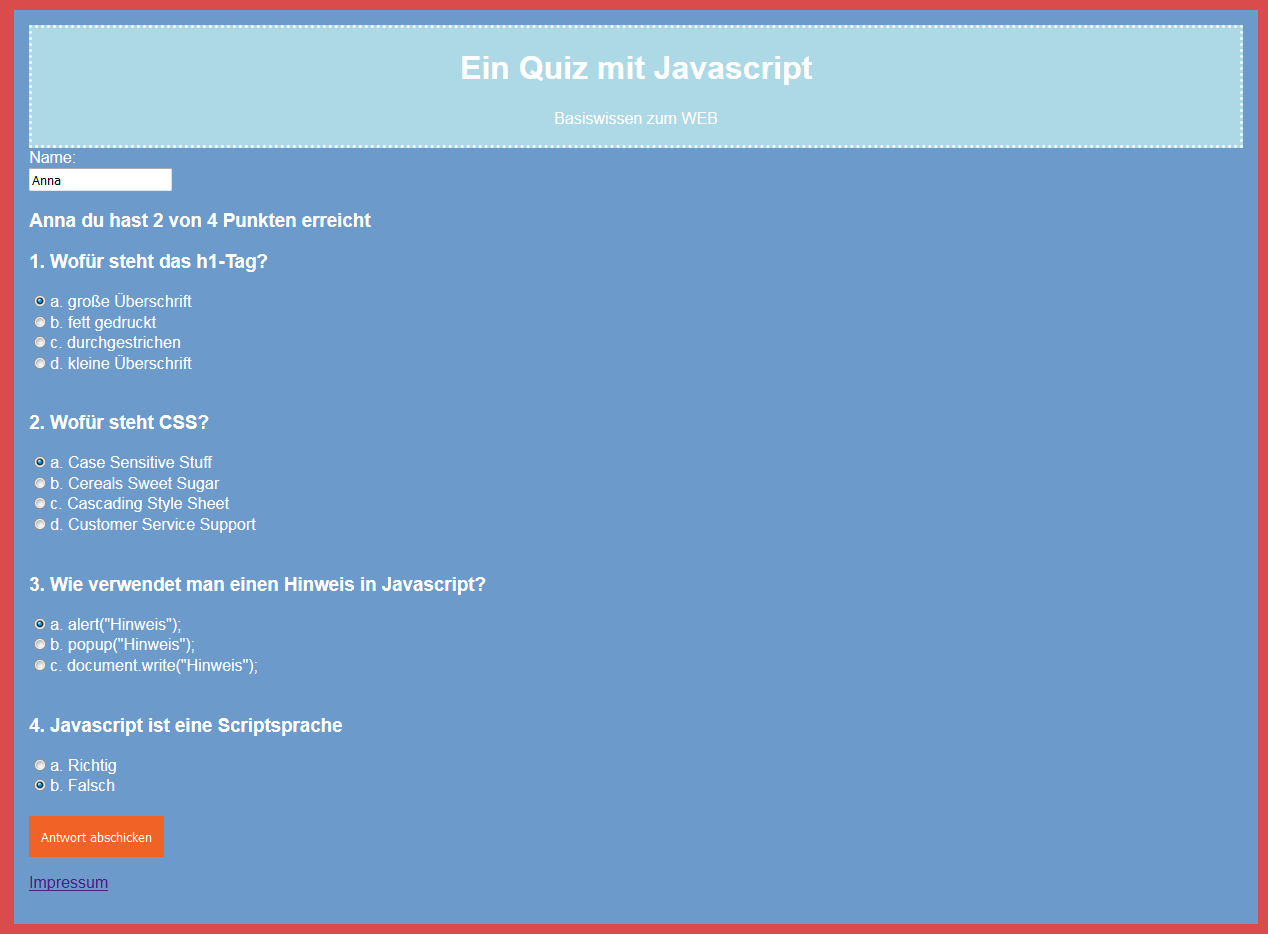 Ein Quiz mit Javascript
Basiswissen zum WEB
Name:
Anna
Anna du hast 2 von 4 Punkten erreicht
1. Wofür steht das h1-Tag?
a. große Überschrift
b. fett gedruckt
c. durchgestrichen
d. kleine Überschrift
2. Wofür steht CSS?
a. Case Sensitive Stuff
b. Cereals Sweet Sugar
c. Cascading Style Sheet
d. Customer Service Support
3. Wie verwendet man einen Hinweis in Javascript?
a. alert("Hinweis");
b. popup("Hinweis");
c. document.write("Hinweis");
4. Javascript ist eine Scriptsprache
a. Richtig
b. Falsch
Antwort abschicken
Impressum